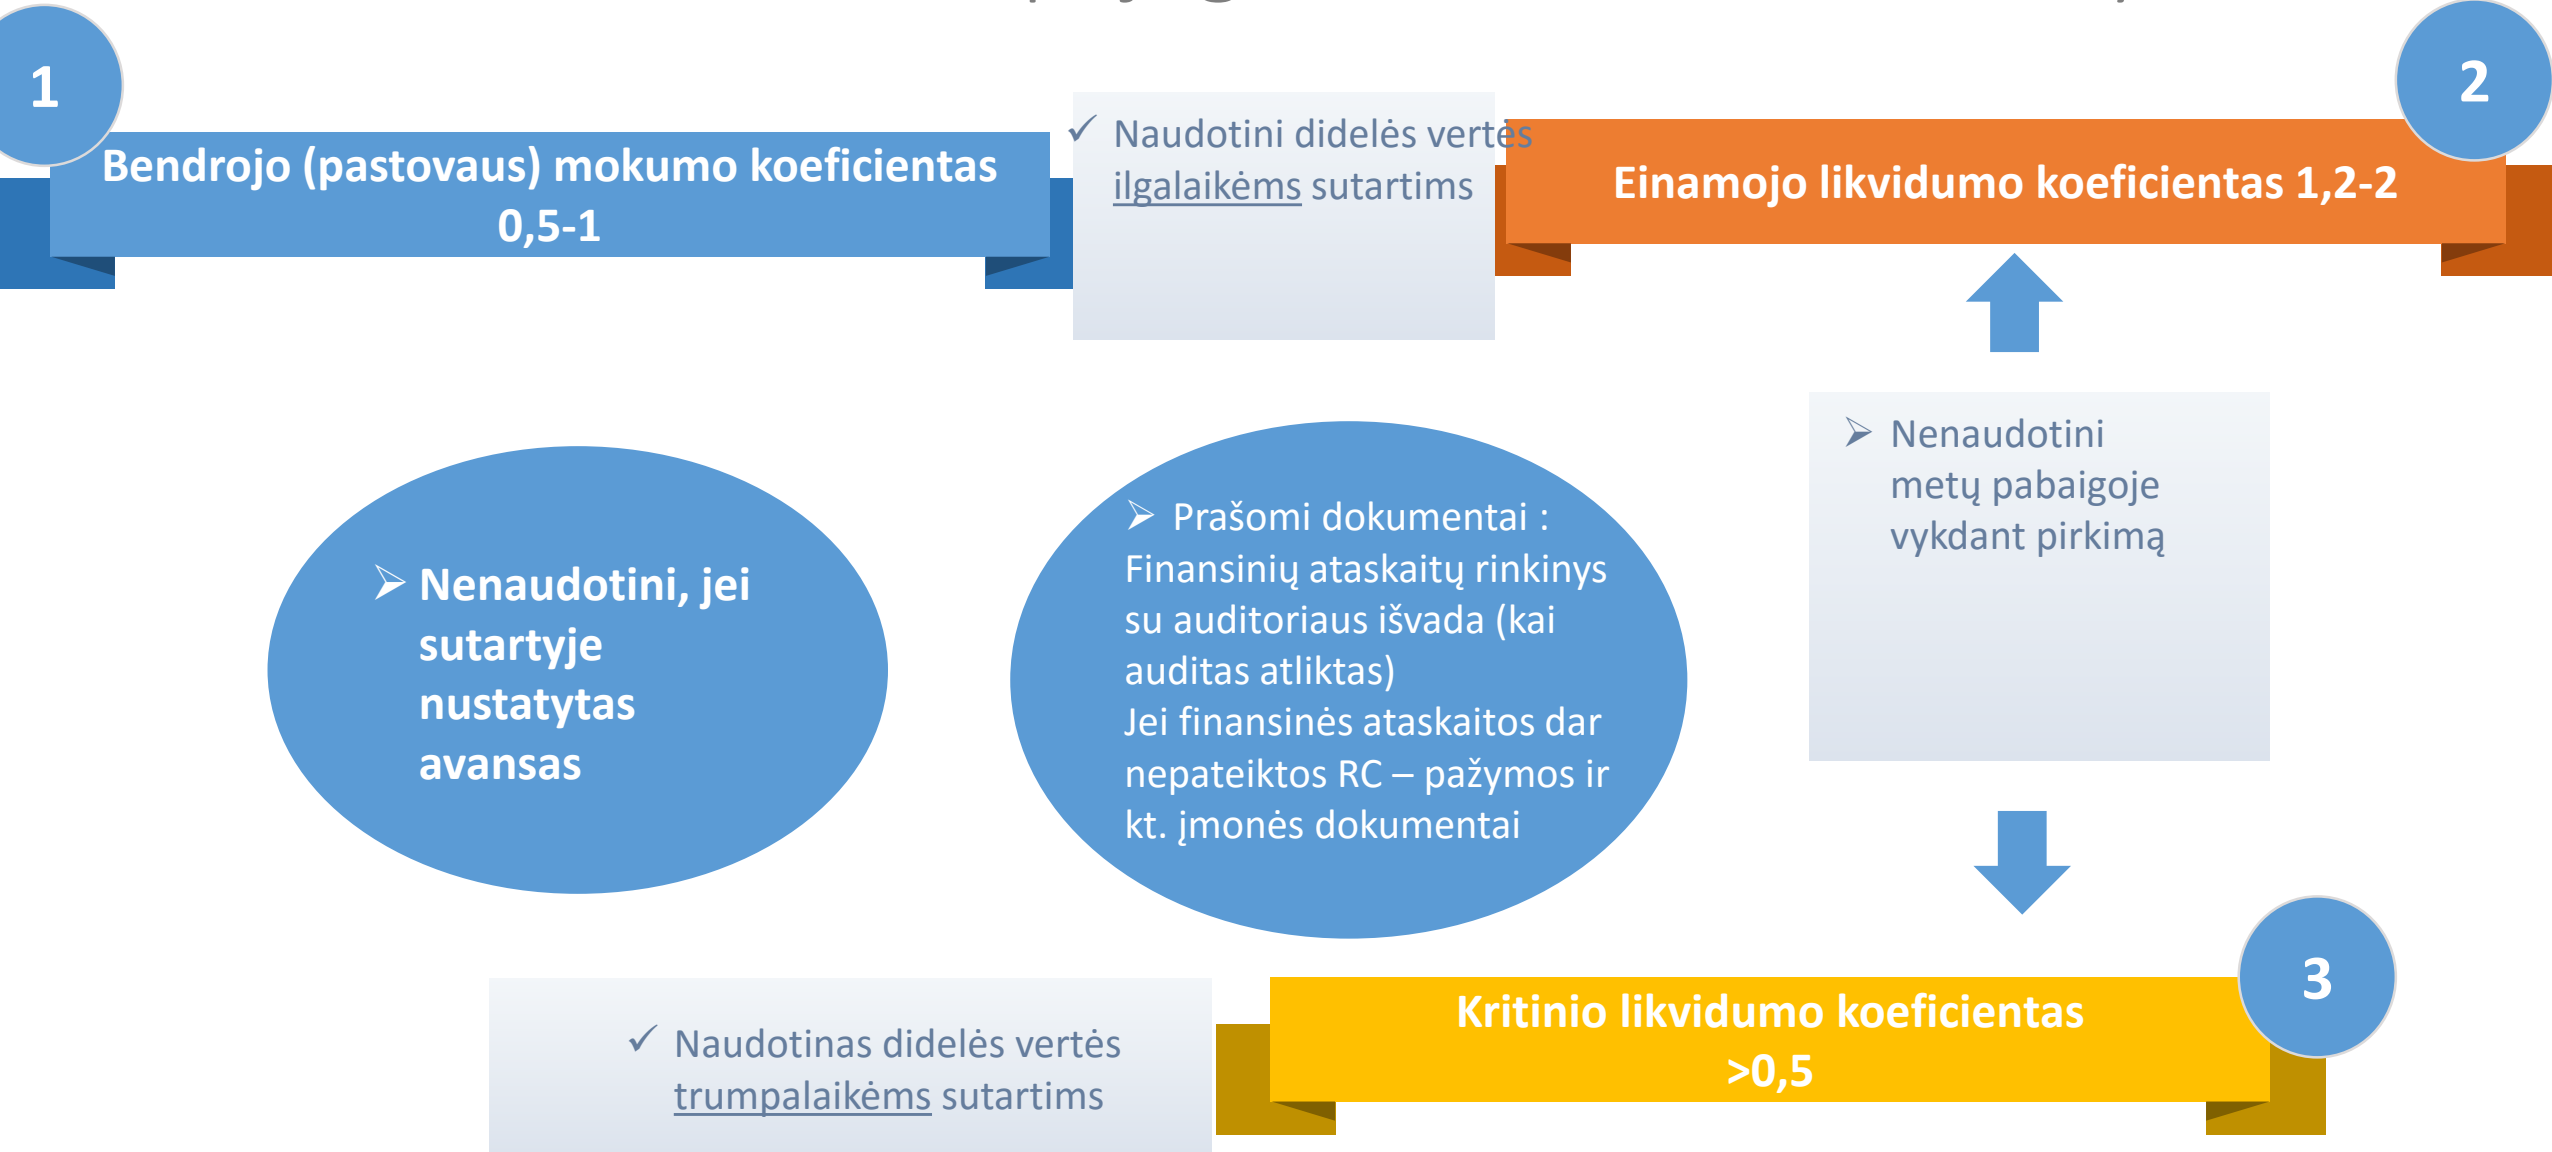 1
Bendrojo (pastovaus) mokumo koeficientas
0,5-1
✓ Naudotini didelės vertės
ilgalaikėms sutartims
2
Einamojo likvidumo koeficientas 1,2-2
➢ Nenaudotini, jei
sutartyje
nustatytas
avansas
➢ Prašomi dokumentai :
Finansinių ataskaitų rinkinys
su auditoriaus išvada (kai
auditas atliktas)
Jei finansinės ataskaitos dar
nepateiktos RC – pažymos ir
kt. įmonės dokumentai
➢ Nenaudotini
metų pabaigoje
vykdant pirkimą
✓ Naudotinas didelės vertės
trumpalaikėms sutartims
3
Kritinio likvidumo koeficientas
>0,5